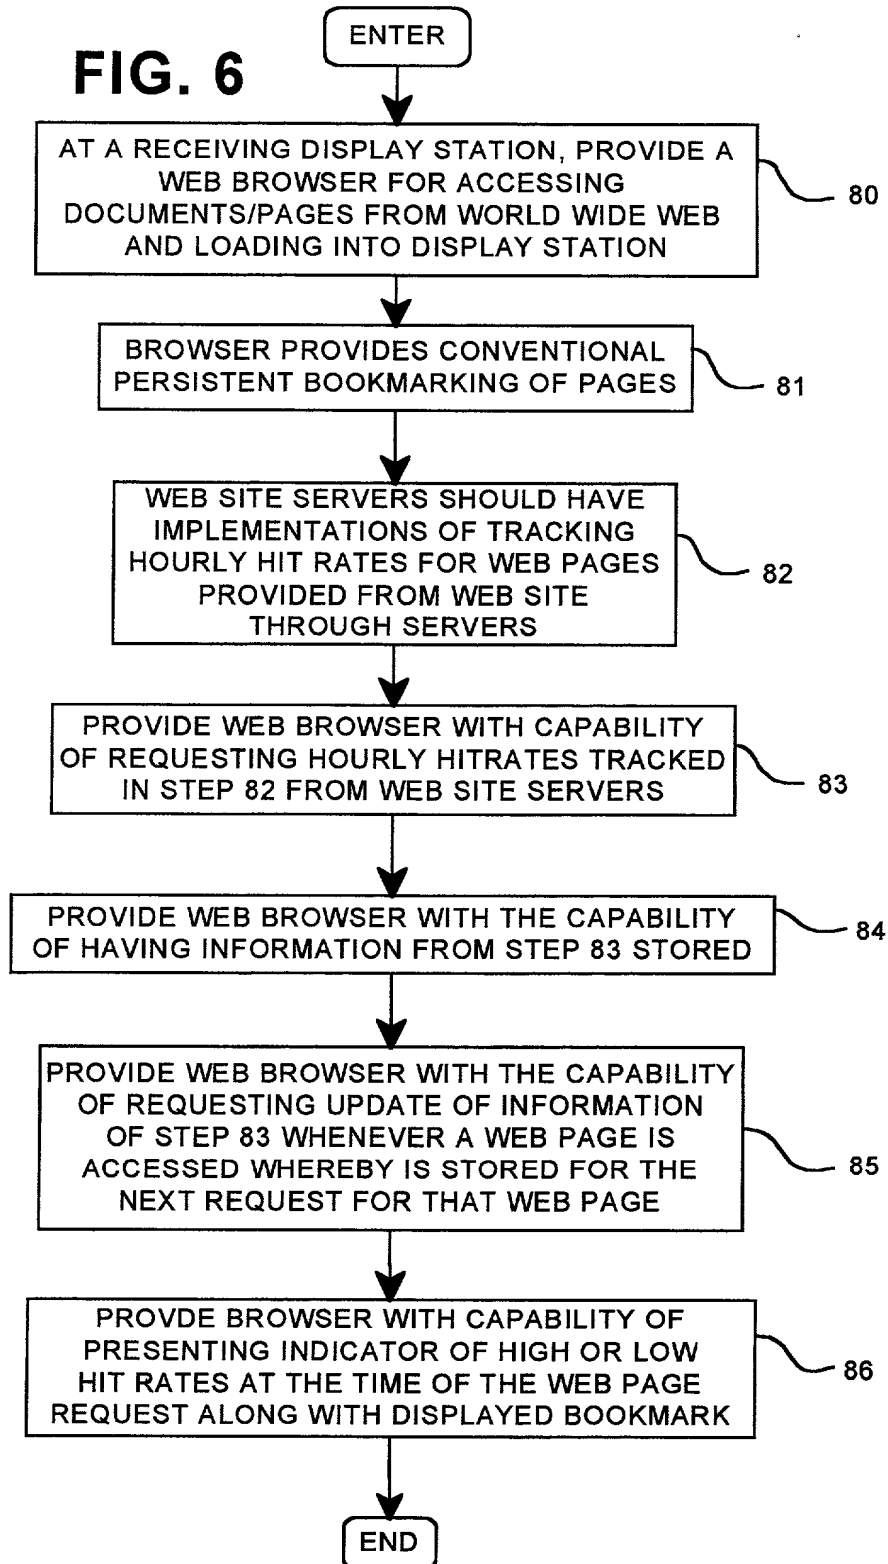 ENTER
FIG. 6
AT A RECEIVING DISPLAY STATION, PROVIDE A
WEB BROWSER FOR ACCESSING
DOCUMENTS/PAGES FROM WORLD WIDE WEB
AND LOADING INTO DISPLAY STATION
80
BROWSER PROVIDES CONVENTIONAL
PERSISTENT BOOKMARKING OF PAGES
81
WEB SITE SERVERS SHOULD HAVE
IMPLEMENTATIONS OF TRACKING
HOURLY HIT RATES FOR WEB PAGES
PROVIDED FROM WEB SITE
THROUGH SERVERS
82
PROVIDE WEB BROWSER WITH CAPABILITY
OF REQUESTING HOURLY HITRATES TRACKED
IN STEP 82 FROM WEB SITE SERVERS
83
PROVIDE WEB BROWSER WITH THE CAPABILITY
OF HAVING INFORMATION FROM STEP 83 STORED
84
PROVIDE WEB BROWSER WITH THE CAPABILITY
OF REQUESTING UPDATE OF INFORMATION
OF STEP 83 WHENEVER A WEB PAGE IS
ACCESSED WHEREBY IS STORED FOR THE
NEXT REQUEST FOR THAT WEB PAGE
85
PROVDE BROWSER WITH CAPABILITY OF
PRESENTING INDICATOR OF HIGH OR LOW
HIT RATES AT THE TIME OF THE WEB PAGE
REQUEST ALONG WITH DISPLAYED BOOKMARK
86
END